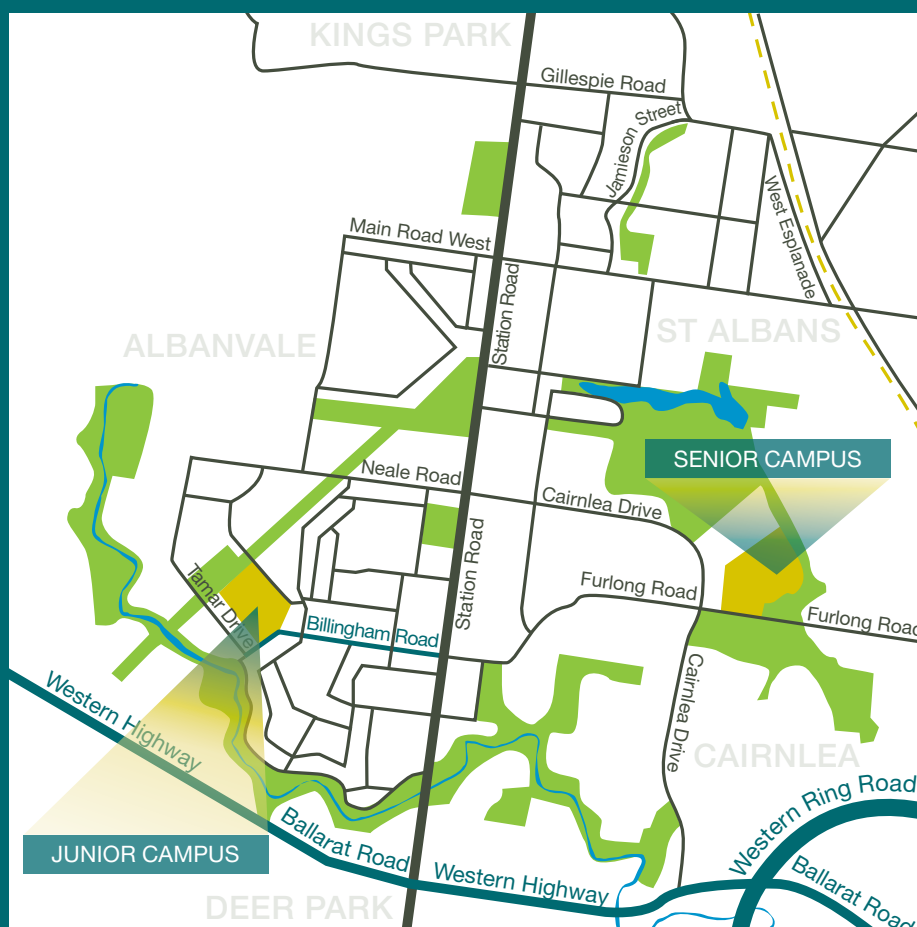 KINGS PARK
Gillespie Road
Jamieson Street
West Esplanade
Main Road West
Station Road
ALBANVALE
ST ALBANS
SENIOR CAMPUS
Neale Road
Cairnlea Drive
Station Road
Furlong Road
Furlong Road
Tamar Drive
Billingham Road
Cairnlea Drive
Western Highway
CAIRNLEA
Western Ring Road
Ballarat Road
JUNIOR CAMPUS
Western Highway
Ballarat Road
DEER PARK